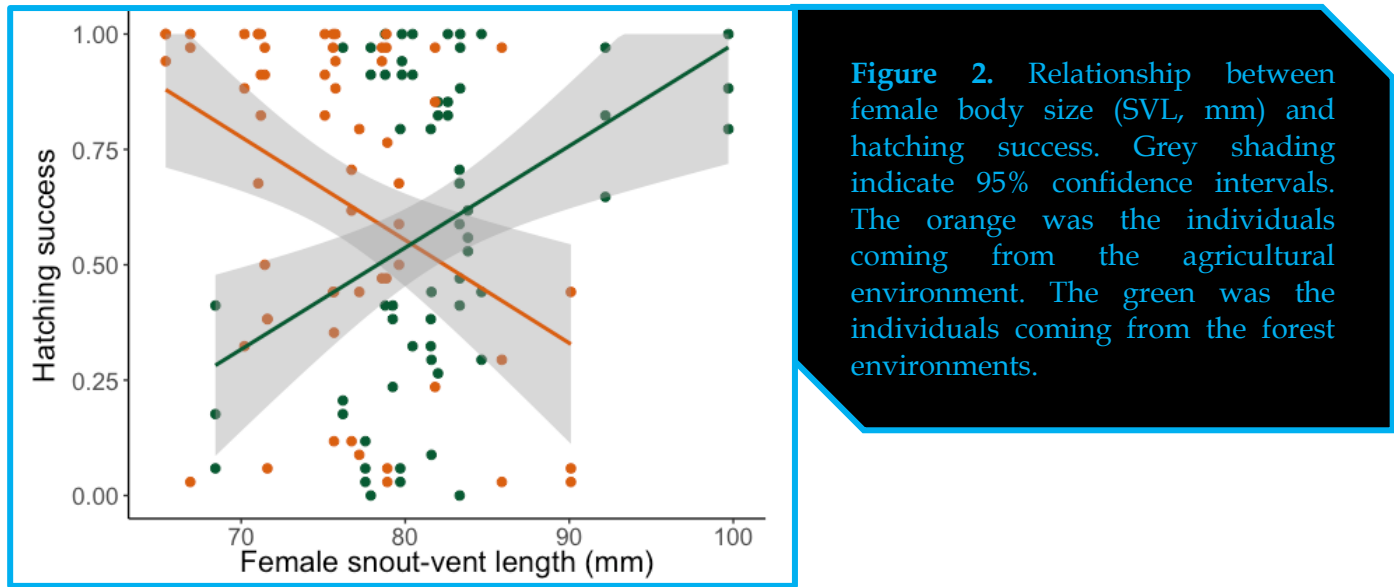 1.00
0.75
0.50
0.25
0.00
Hatching success
70 80 90 100
Female snout-vent length (mm)
Figure 2. Relationship between
female body size (SVL, mm) and
hatching success. Grey shading
indicate 95% confidence intervals.
The orange was the individuals
coming from the agricultural
environment. The green was the
individuals coming from the forest
environments.